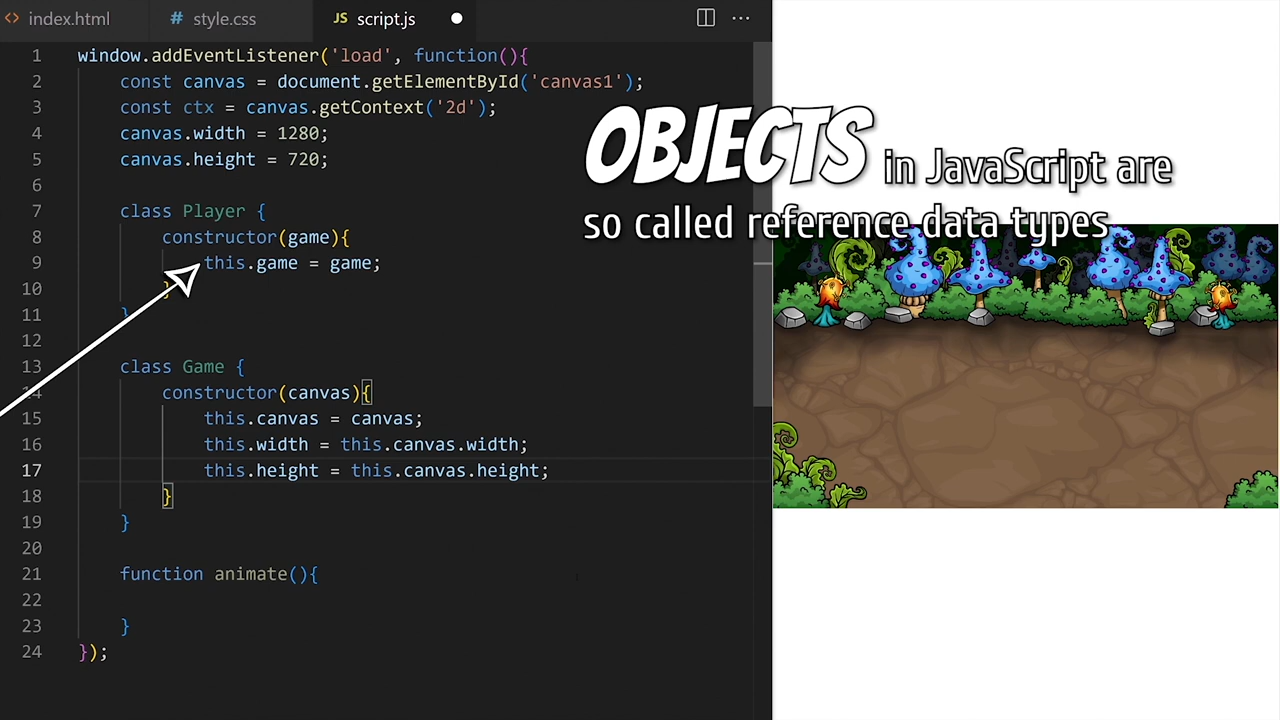 index.html
# style.css
JS script.js
1 window.addEventListener('load', function(){
2 const canvas = document.getElementById('canvas1');
3 const ctx = canvas.getContext('2d');
4 canvas.width = 1280;
5 canvas.height = 720;
6
7 class Player {
8 constructor(game){
9 this.game = game;
10 }
11 }
12
13 class Game {
14 constructor(canvas){
15 this.canvas = canvas;
16 this.width = this.canvas.width;
17 this.height = this.canvas.height;
18 }
19 }
20
21 function animate(){
22
23 }
24 });
OBJECTS in JavaScript are
so called reference data types